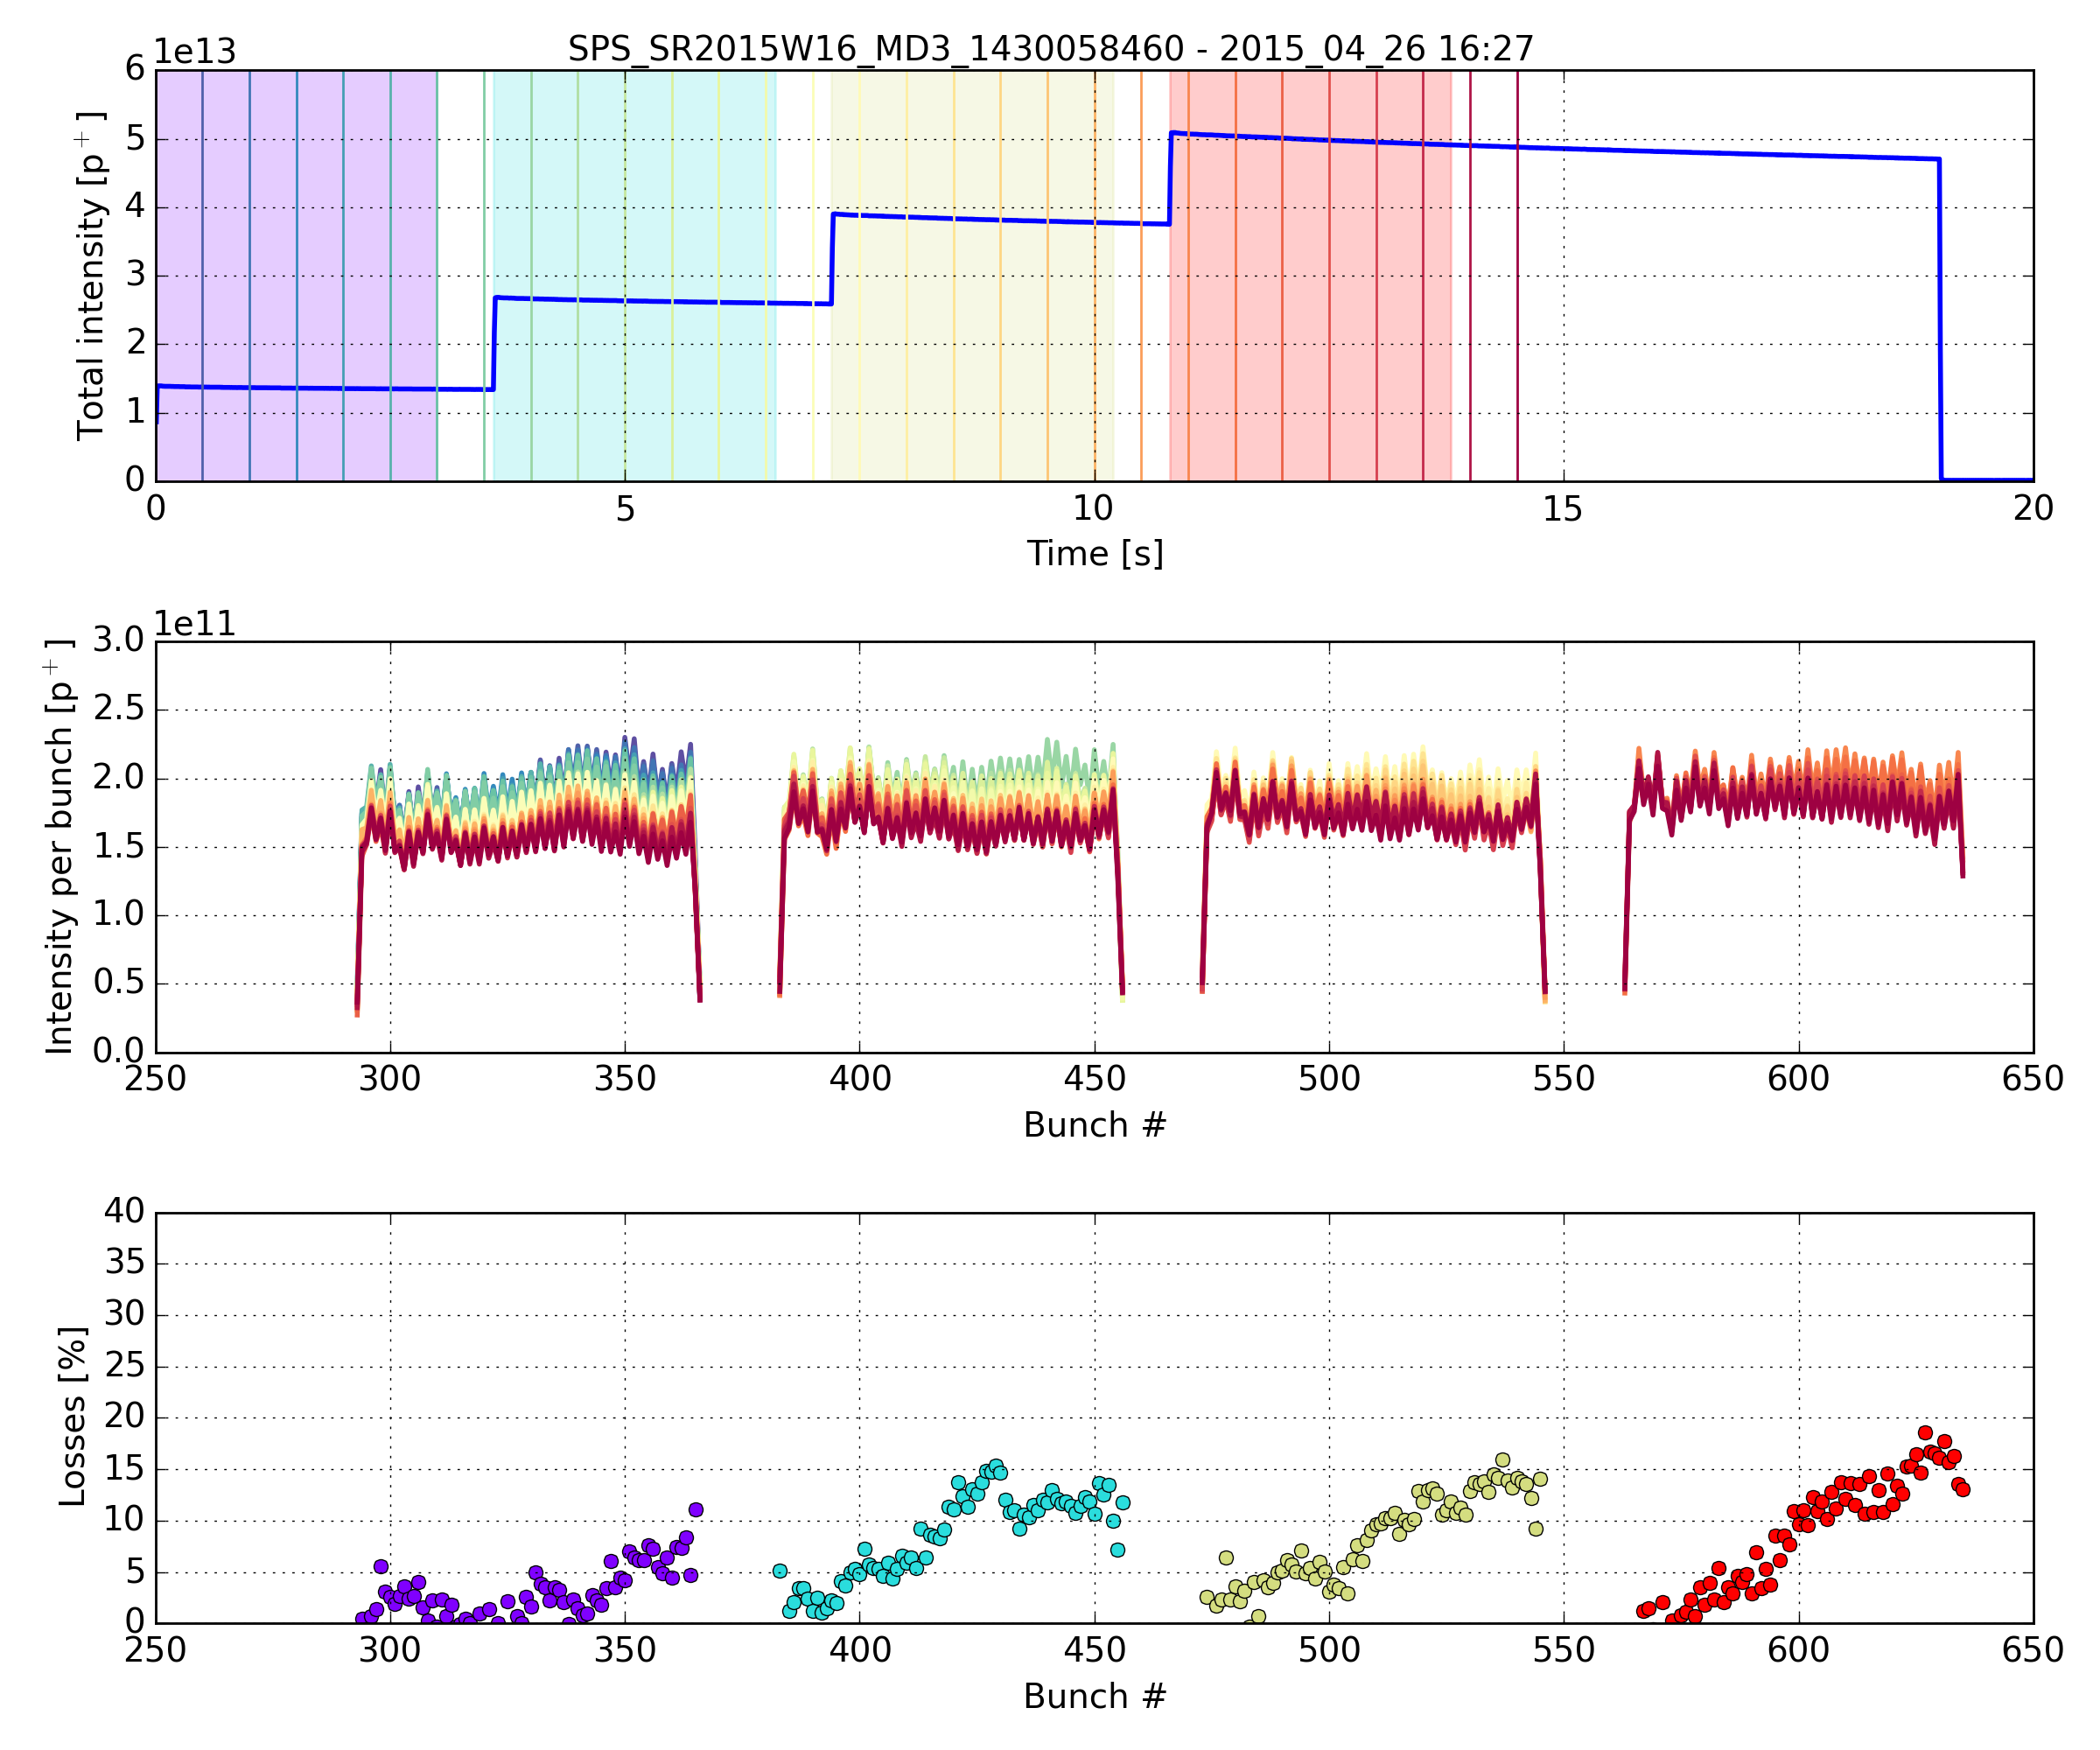 1e13
SPS_SR2015W16_MD3_1430058460 - 2015_04_26 16:27
Total intensity [p+]
6
5
4
3
2
1
0
0 5 10 15 20
Time [s]
1e11
Intensity per bunch [p+]
3.0
2.5
2.0
1.5
1.0
0.5
0.0
250 300 350 400 450 500 550 600 650
Bunch #
Losses [%]
40
35
30
25
20
15
10
5
0
250 300 350 400 450 500 550 600 650
Bunch #